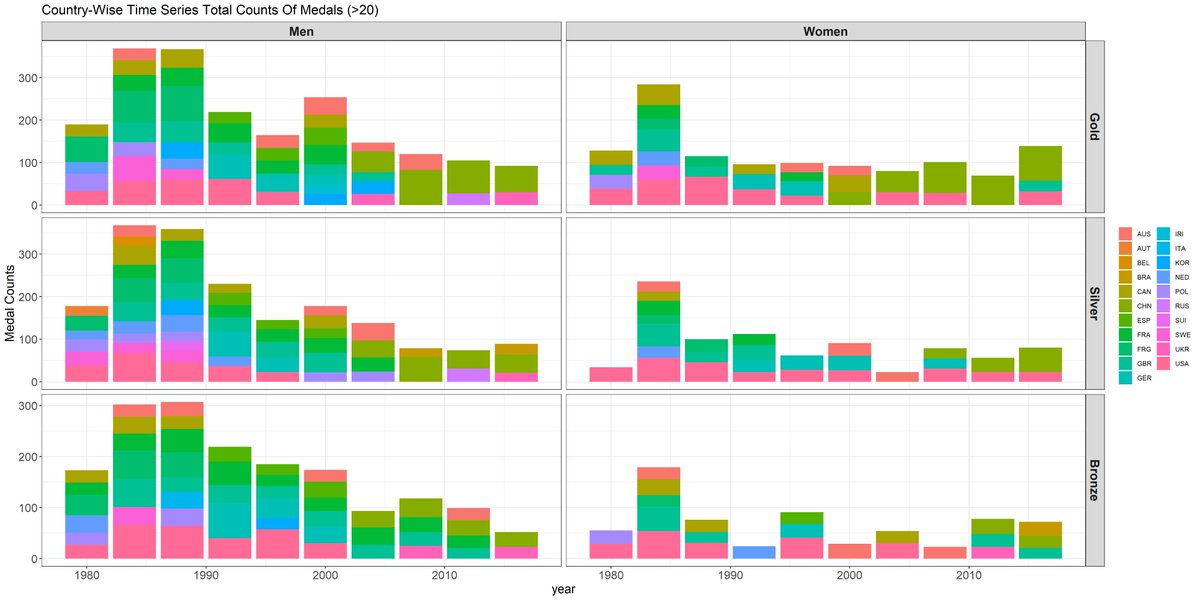 Country-Wise Time Series Total Counts Of Medals (>20)
Men
Women
300
200
100
0
Gold
300
200
100
0
Silver
300
200
100
0
Bronze
Medal Counts
1980
1990
2000
2010
1980
1990
2000
2010
year
AUS
AUT
BEL
BRA
CAN
CHN
ESP
FRA
FRG
GBR
GER
IRI
ITA
KOR
NED
POL
RUS
SUI
SWE
UKR
USA